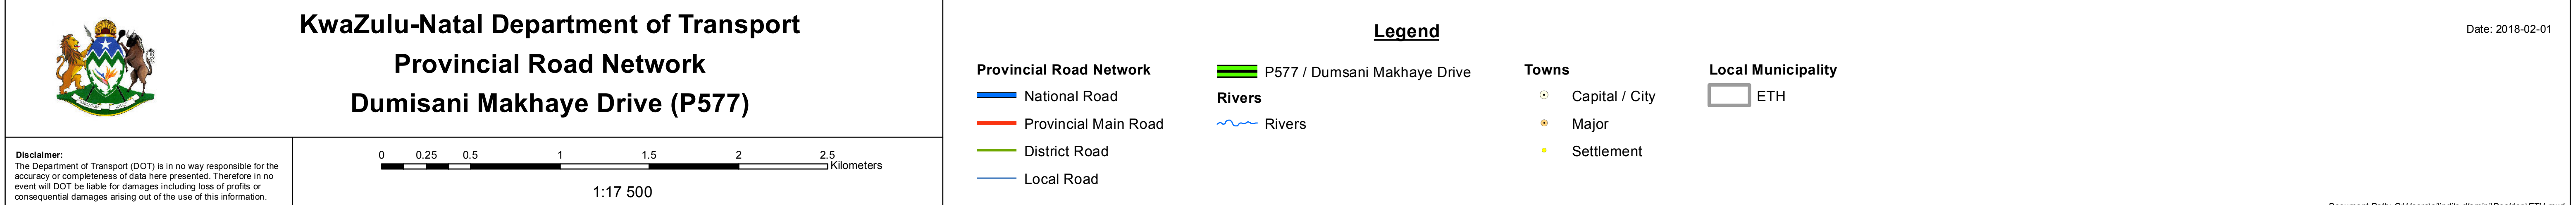 KwaZulu-Natal Department of Transport
Provincial Road Network
Dumisani Makhaye Drive (P577)
Disclaimer:
The Department of Transport (DOT) is in no way responsible for the
accuracy or completeness of data here presented. Therefore in no
event will DOT be liable for damages including loss of profits or
consequential damages arising out of the use of this information.
0 0.25 0.5 1 1.5 2 2.5
Kilometers
1:17 500
Legend
Provincial Road Network
National Road
Provincial Main Road
District Road
Local Road
P577 / Dumsani Makhaye Drive
Rivers
Rivers
Towns
Capital / City
Major
Settlement
Local Municipality
ETH
Date: 2018-02-01